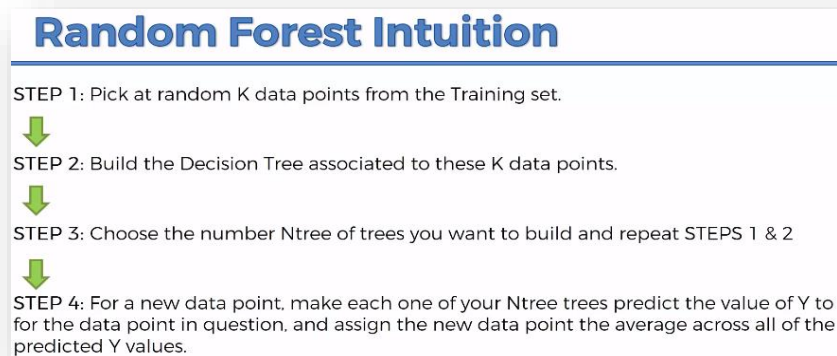 Random Forest Intuition
STEP 1: Pick at random K data points from the Training set.
STEP 2: Build the Decision Tree associated to these K data points.
STEP 3: Choose the number Ntree of trees you want to build and repeat STEPS 1 & 2
STEP 4: For a new data point, make each one of your Ntree trees predict the value of Y to
for the data point in question, and assign the new data point the average across all of the
predicted Y values.